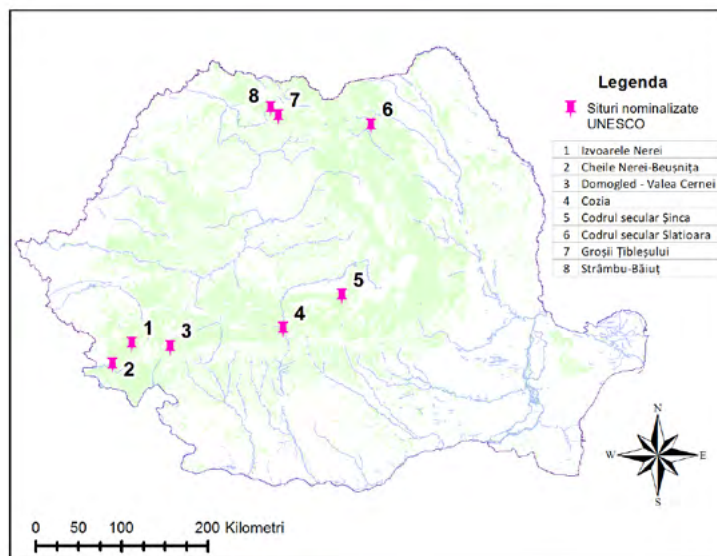 8
7
6
5
4
1
3
2
Legenda
Situri nominalizate
UNESCO
1 Izvoarele Nerei
2 Cheile Nerei-Beușnița
3 Domogled - Valea Cernei
4 Cozia
5 Codrul secular Șinca
6 Codrul secular Slatioara
7 Groșii Țibleșului
8 Strâmbu-Băiuț
N
W E
S
0 50 100 200 Kilometri